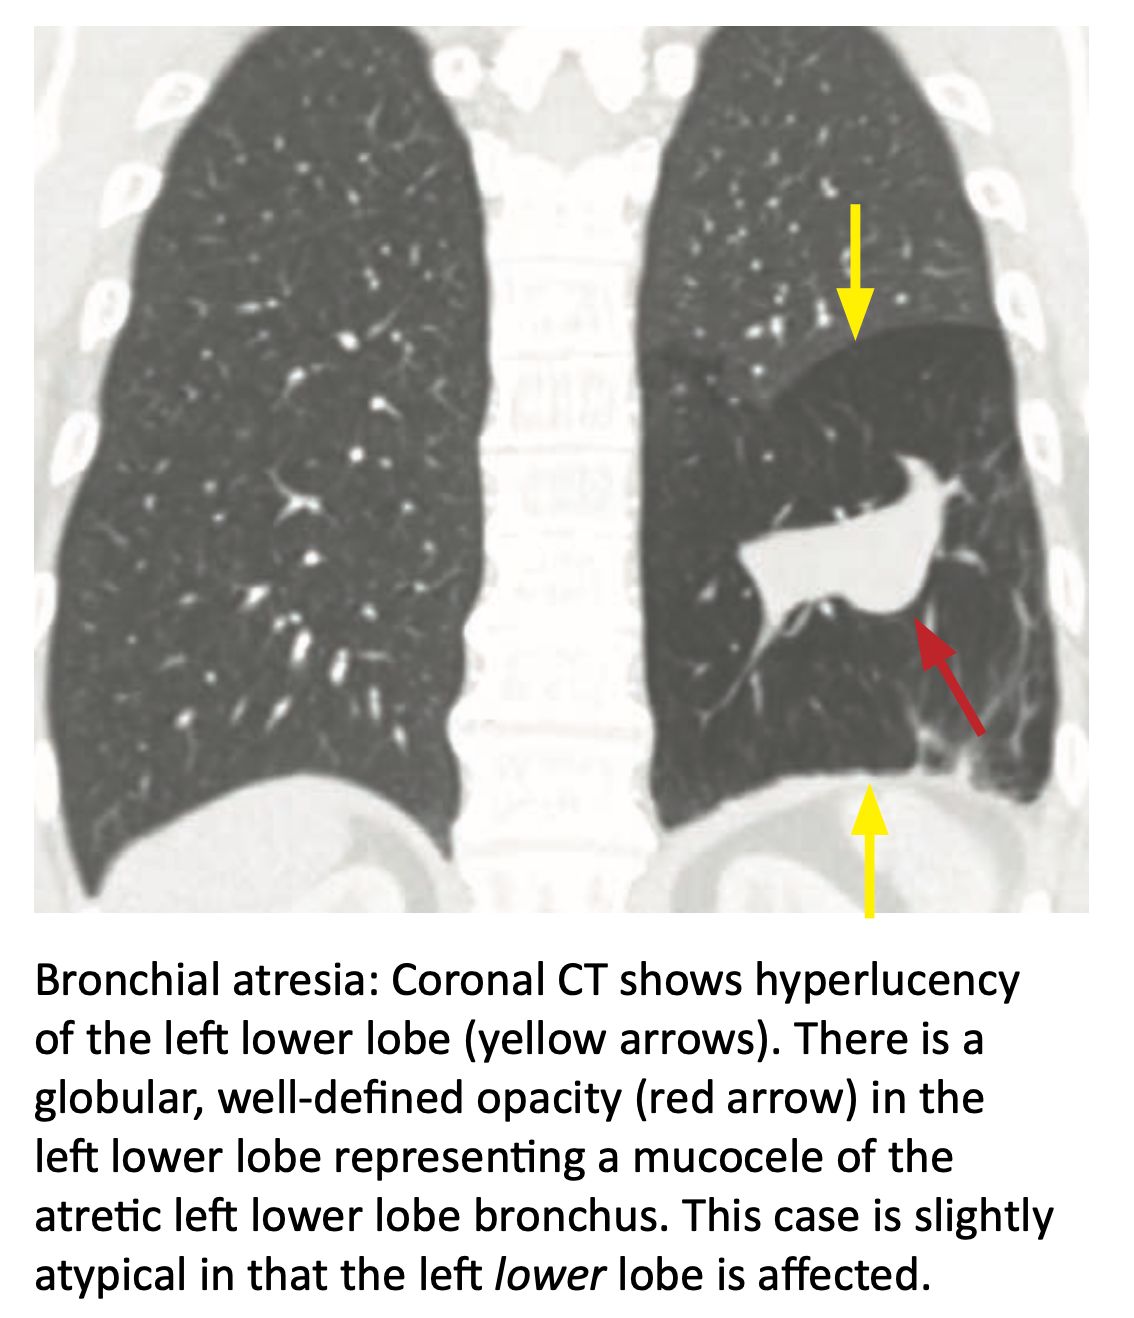 Bronchial atresia: Coronal CT shows hyperlucency
of the left lower lobe (yellow arrows). There is a
globular, well-defined opacity (red arrow) in the
left lower lobe representing a mucocele of the
atretic left lower lobe bronchus. This case is slightly
atypical in that the left lower lobe is affected.